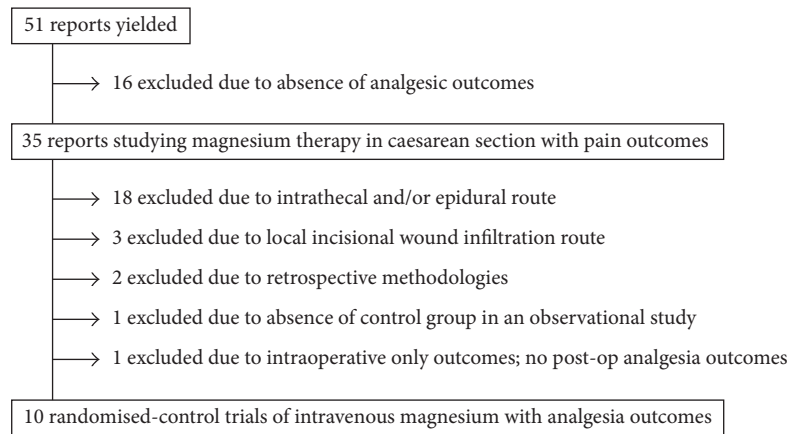 51 reports yielded
16 excluded due to absence of analgesic outcomes
35 reports studying magnesium therapy in caesarean section with pain outcomes
18 excluded due to intrathecal and/or epidural route
3 excluded due to local incisional wound infiltration route
2 excluded due to retrospective methodologies
1 excluded due to absence of control group in an observational study
1 excluded due to intraoperative only outcomes; no post-op analgesia outcomes
10 randomised-control trials of intravenous magnesium with analgesia outcomes